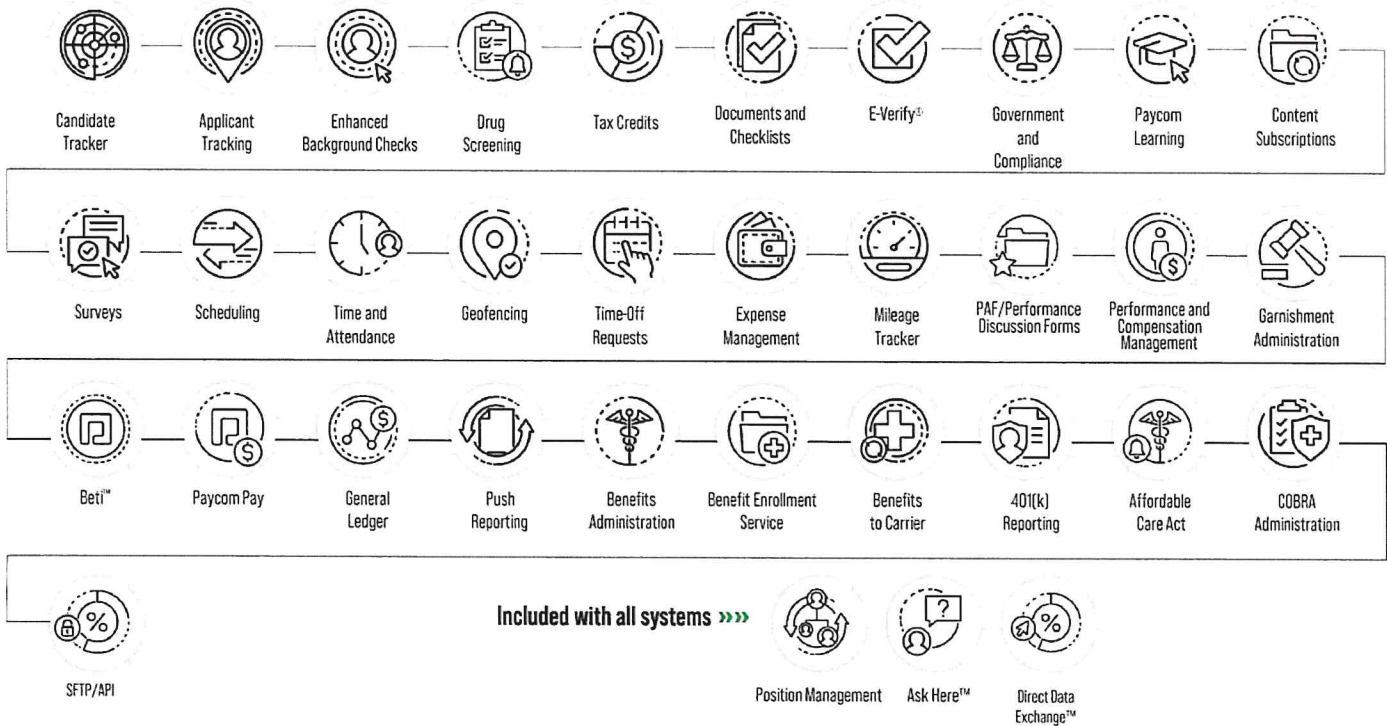 Candidate
Tracker
Applicant
Tracking
Enhanced
Background Checks
Drug
Screening
Tax Credits
Documents and
Checklists
E-Verify®
Government
and
Compliance
Paycom
Learning
Content
Subscriptions
Surveys
Scheduling
Time and
Attendance
Geofencing
Time-Off
Requests
Expense
Management
Mileage
Tracker
PAF/Performance
Discussion Forms
Performance and
Compensation
Management
Garnishment
Administration
Beti™
Paycom Pay
General
Ledger
Push
Reporting
Benefits
Administration
Benefit Enrollment
Service
Benefits
to Carrier
401(k)
Reporting
Affordable
Care Act
COBRA
Administration
SFTP/API
Included with all systems »»
Position Management
Ask Here™
Direct Data
Exchange™